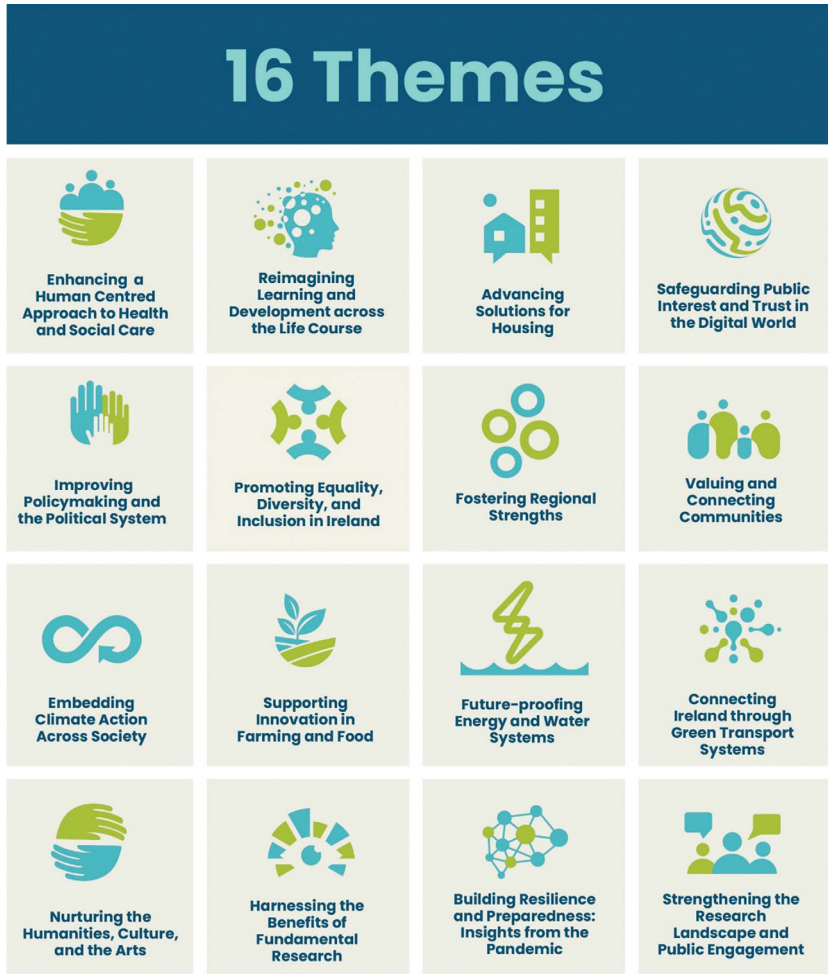 16 Themes
Enhancing a
Human Centred
Approach to Health
and Social Care
Reimagining
Learning and
Development across
the Life Course
Advancing
Solutions for
Housing
Safeguarding Public
Interest and Trust in
the Digital World
Improving
Policymaking and
the Political System
Promoting Equality,
Diversity, and
Inclusion in Ireland
Fostering Regional
Strengths
Valuing and
Connecting
Communities
Embedding
Climate Action
Across Society
Supporting
Innovation in
Farming and Food
Future-proofing
Energy and Water
Systems
Connecting
Ireland through
Green Transport
Systems
Nurturing the
Humanities, Culture,
and the Arts
Harnessing the
Benefits of
Fundamental
Research
Building Resilience
and Preparedness:
Insights from the
Pandemic
Strengthening the
Research
Landscape and
Public Engagement